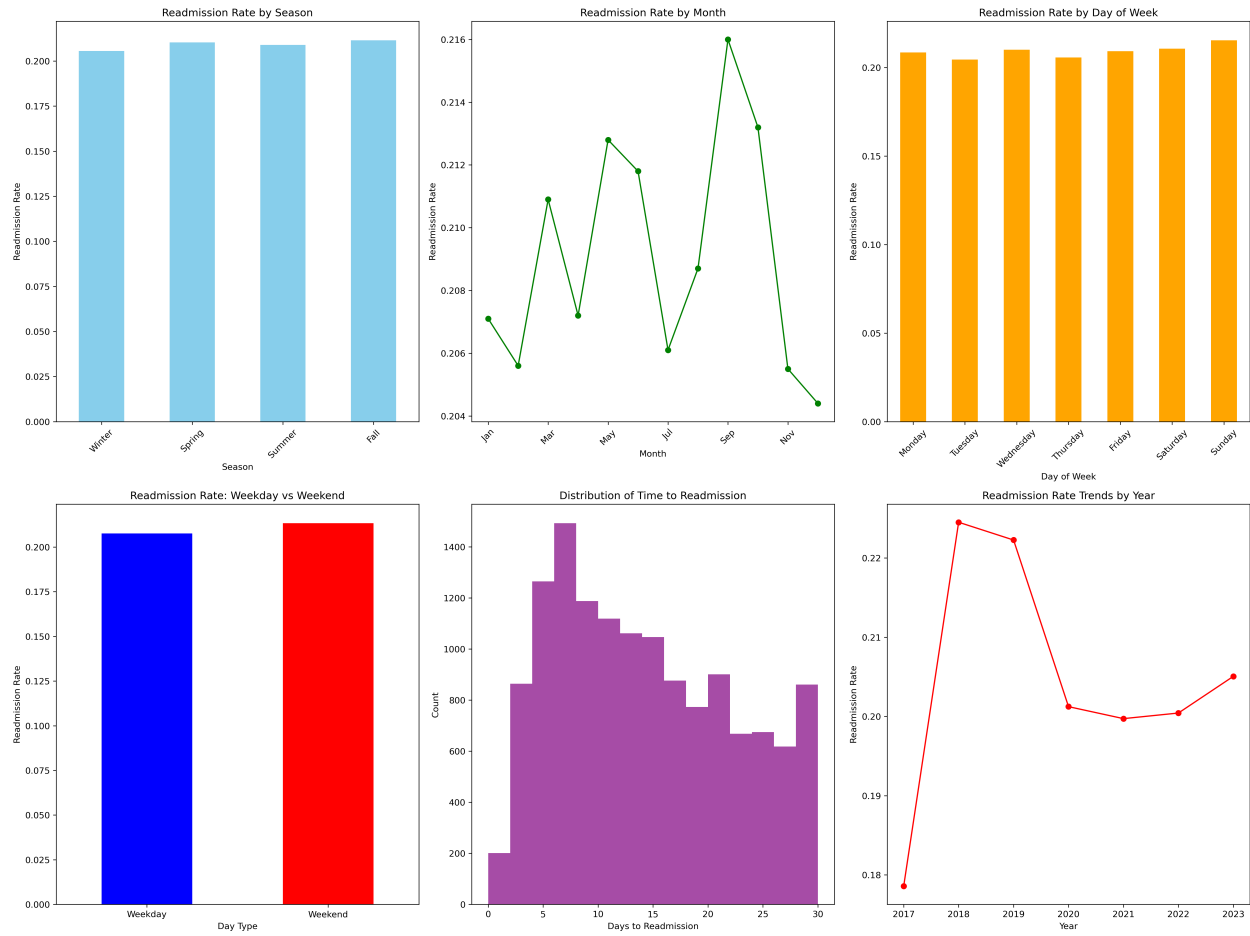 Readmission Rate by Season
Readmission Rate
0.200
0.175
0.150
0.125
0.100
0.075
0.050
0.025
0.000
Winter
Spring
Summer
Fall
Season
Readmission Rate by Month
Readmission Rate
0.216
0.214
0.212
0.210
0.208
0.206
0.204
Jan
Mar
May
Jul
Sep
Nov
Month
Readmission Rate by Day of Week
Readmission Rate
0.20
0.15
0.10
0.05
0.00
Monday
Tuesday
Wednesday
Thursday
Friday
Saturday
Sunday
Day of Week
Readmission Rate: Weekday vs Weekend
Readmission Rate
0.200
0.175
0.150
0.125
0.100
0.075
0.050
0.025
0.000
Weekday
Weekend
Day Type
Distribution of Time to Readmission
Count
1400
1200
1000
800
600
400
200
0
0
5
10
15
20
25
30
Days to Readmission
Readmission Rate Trends by Year
Readmission Rate
0.22
0.21
0.20
0.19
0.18
2017
2018
2019
2020
2021
2022
2023
Year